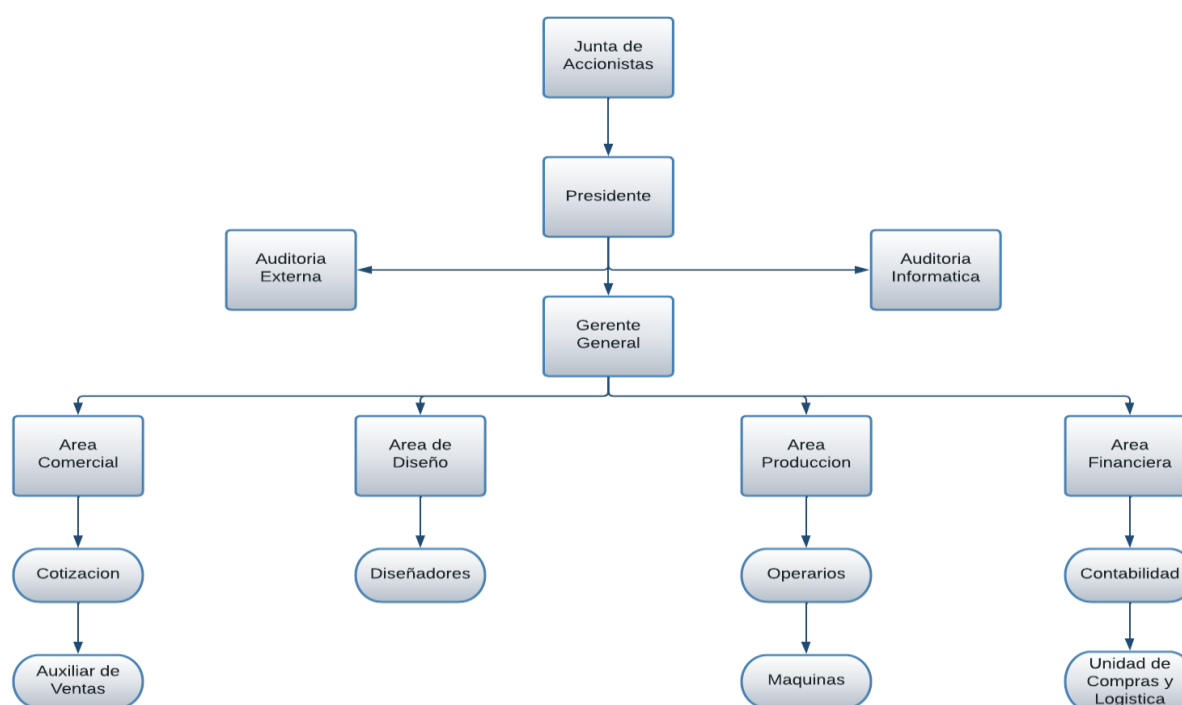 Junta de
Accionistas
Presidente
Auditoria
Externa
Auditoria
Informatica
Gerente
General
Area
Comercial
Area de
Diseño
Area
Produccion
Area
Financiera
Cotizacion
Diseñadores
Operarios
Contabilidad
Auxiliar de
Ventas
Maquinas
Unidad de
Compras y
Logistica